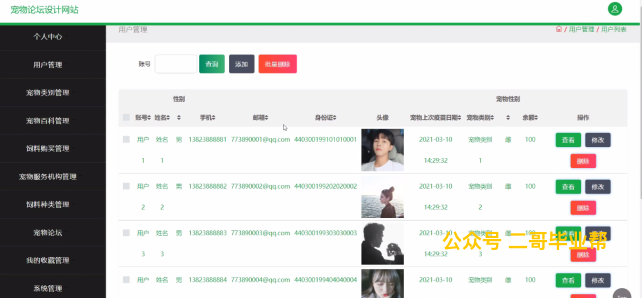 宠物论坛设计网站
个人中心
用户管理
宠物类别管理
宠物百科管理
饲料购买管理
宠物服务机构管理
饲料种类管理
宠物论坛
我的收藏管理
系统管理
用户管理
/ 用户管理 / 用户列表
账号 查询 添加 批量删除
账号 姓名 性别 手机 邮箱 身份证 头像 宠物上次疫苗日期 宠物类别 宠物性别 余额 操作
用户1 姓名1 男 13823888881 773890001@qq.com 440300199101010001 2021-03-10 14:29:32 宠物类别1 雌 100 查看 修改 删除
用户2 姓名2 男 13823888882 773890002@qq.com 440300199202020002 2021-03-10 14:29:32 宠物类别2 雌 100 查看 修改 删除
用户3 姓名3 男 13823888883 773890003@qq.com 440300199303030003 2021-03-10 14:29:32 宠物类别3 雌 100 查看 修改 删除
用户 姓名 男 13823888884 773890004@qq.com 440300199404040004 2021-03-10 宠物类别 雌 100 查看 修改
公众号 二哥毕业帮